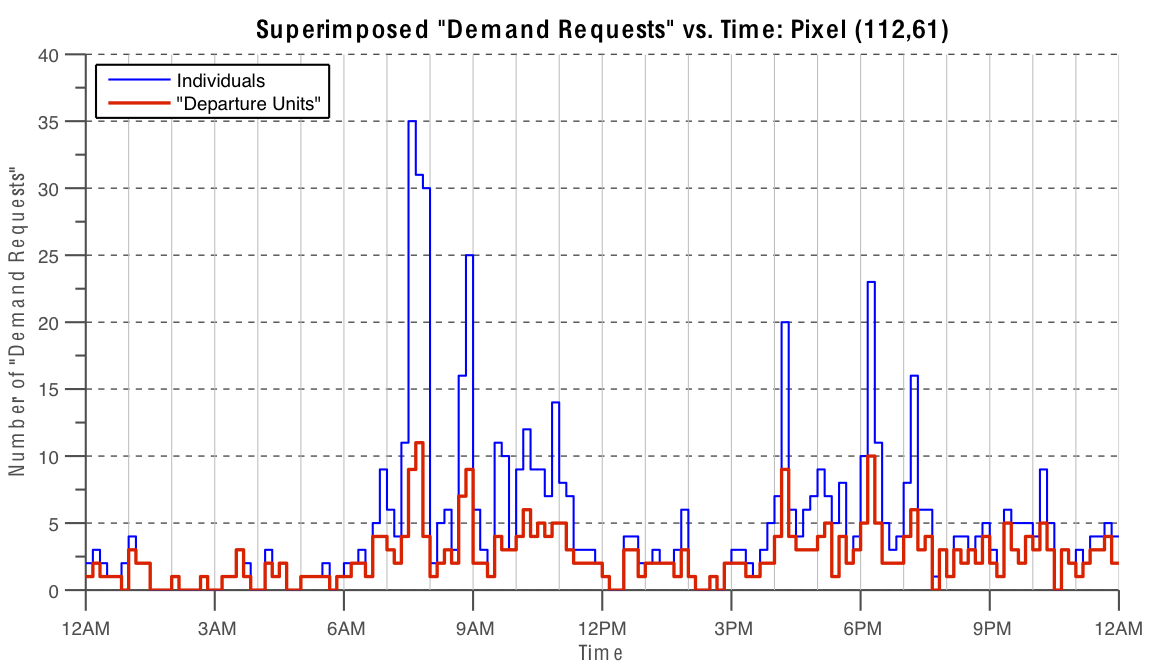 Superimposed "Demand Requests" vs. Time: Pixel (112,61)
Individuals
"Departure Units"
Number of "Demand Requests"
40
35
30
25
20
15
10
5
0
12AM 3AM 6AM 9AM 12PM 3PM 6PM 9PM 12AM
Time